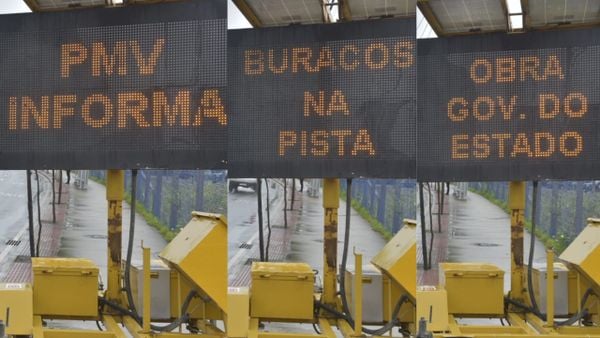 PMV
INFORMA
BURACOS
NA
PISTA
OBRA
GOV. DO
ESTADO